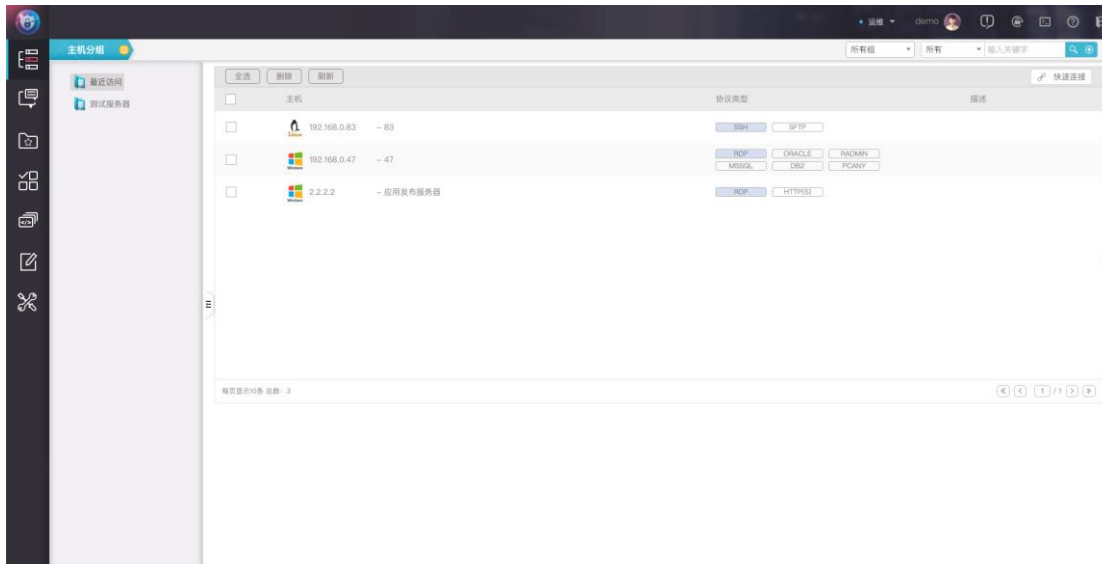 运维 demo
主机分组 所有组 所有 输入关键字
最近访问
测试服务器
全选 删除 刷新 快速连接
主机 协议类型 描述
Linux 192.168.0.83 – 83 SSH SFTP
Windows 192.168.0.47 – 47 RDP ORACLE RADMIN
MSSQL DB2 PCANY
Windows 2.2.2.2 – 应用发布服务器 RDP HTTP(S)
每页显示10条 总数：3 1 / 1